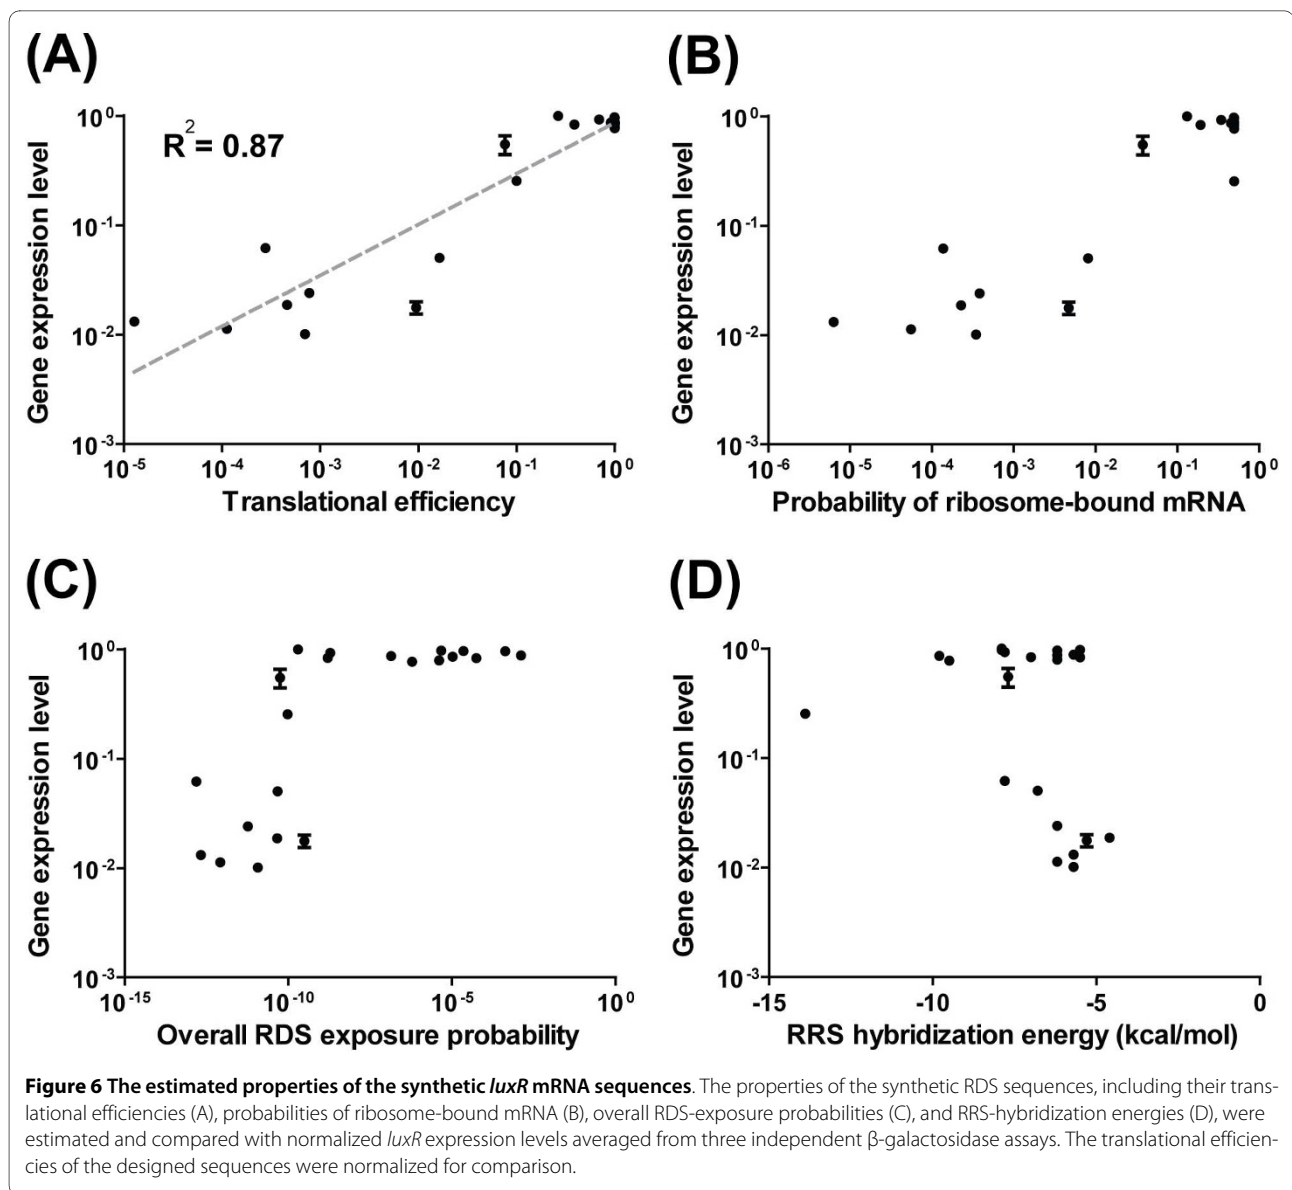 (A)
(B)
10⁰
10⁻¹
10⁻²
10⁻³
Gene expression level
R² = 0.87
10⁻⁵ 10⁻⁴ 10⁻³ 10⁻² 10⁻¹ 10⁰
Translational efficiency
10⁰
10⁻¹
10⁻²
10⁻³
Gene expression level
10⁻⁶ 10⁻⁵ 10⁻⁴ 10⁻³ 10⁻² 10⁻¹ 10⁰
Probability of ribosome-bound mRNA
(C)
(D)
10⁰
10⁻¹
10⁻²
10⁻³
Gene expression level
10⁻¹⁵ 10⁻¹⁰ 10⁻⁵ 10⁰
Overall RDS exposure probability
10⁰
10⁻¹
10⁻²
10⁻³
Gene expression level
-15 -10 -5 0
RRS hybridization energy (kcal/mol)
Figure 6 The estimated properties of the synthetic luxR mRNA sequences. The properties of the synthetic RDS sequences, including their trans-
lational efficiencies (A), probabilities of ribosome-bound mRNA (B), overall RDS-exposure probabilities (C), and RRS-hybridization energies (D), were
estimated and compared with normalized luxR expression levels averaged from three independent β-galactosidase assays. The translational efficien-
cies of the designed sequences were normalized for comparison.